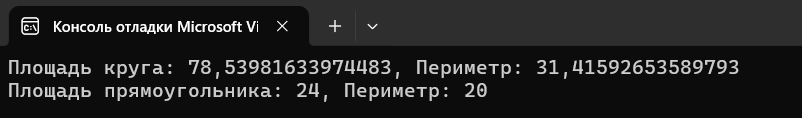 Консоль отладки Microsoft Vi
Площадь круга: 78,53981633974483, Периметр: 31,41592653589793
Площадь прямоугольника: 24, Периметр: 20